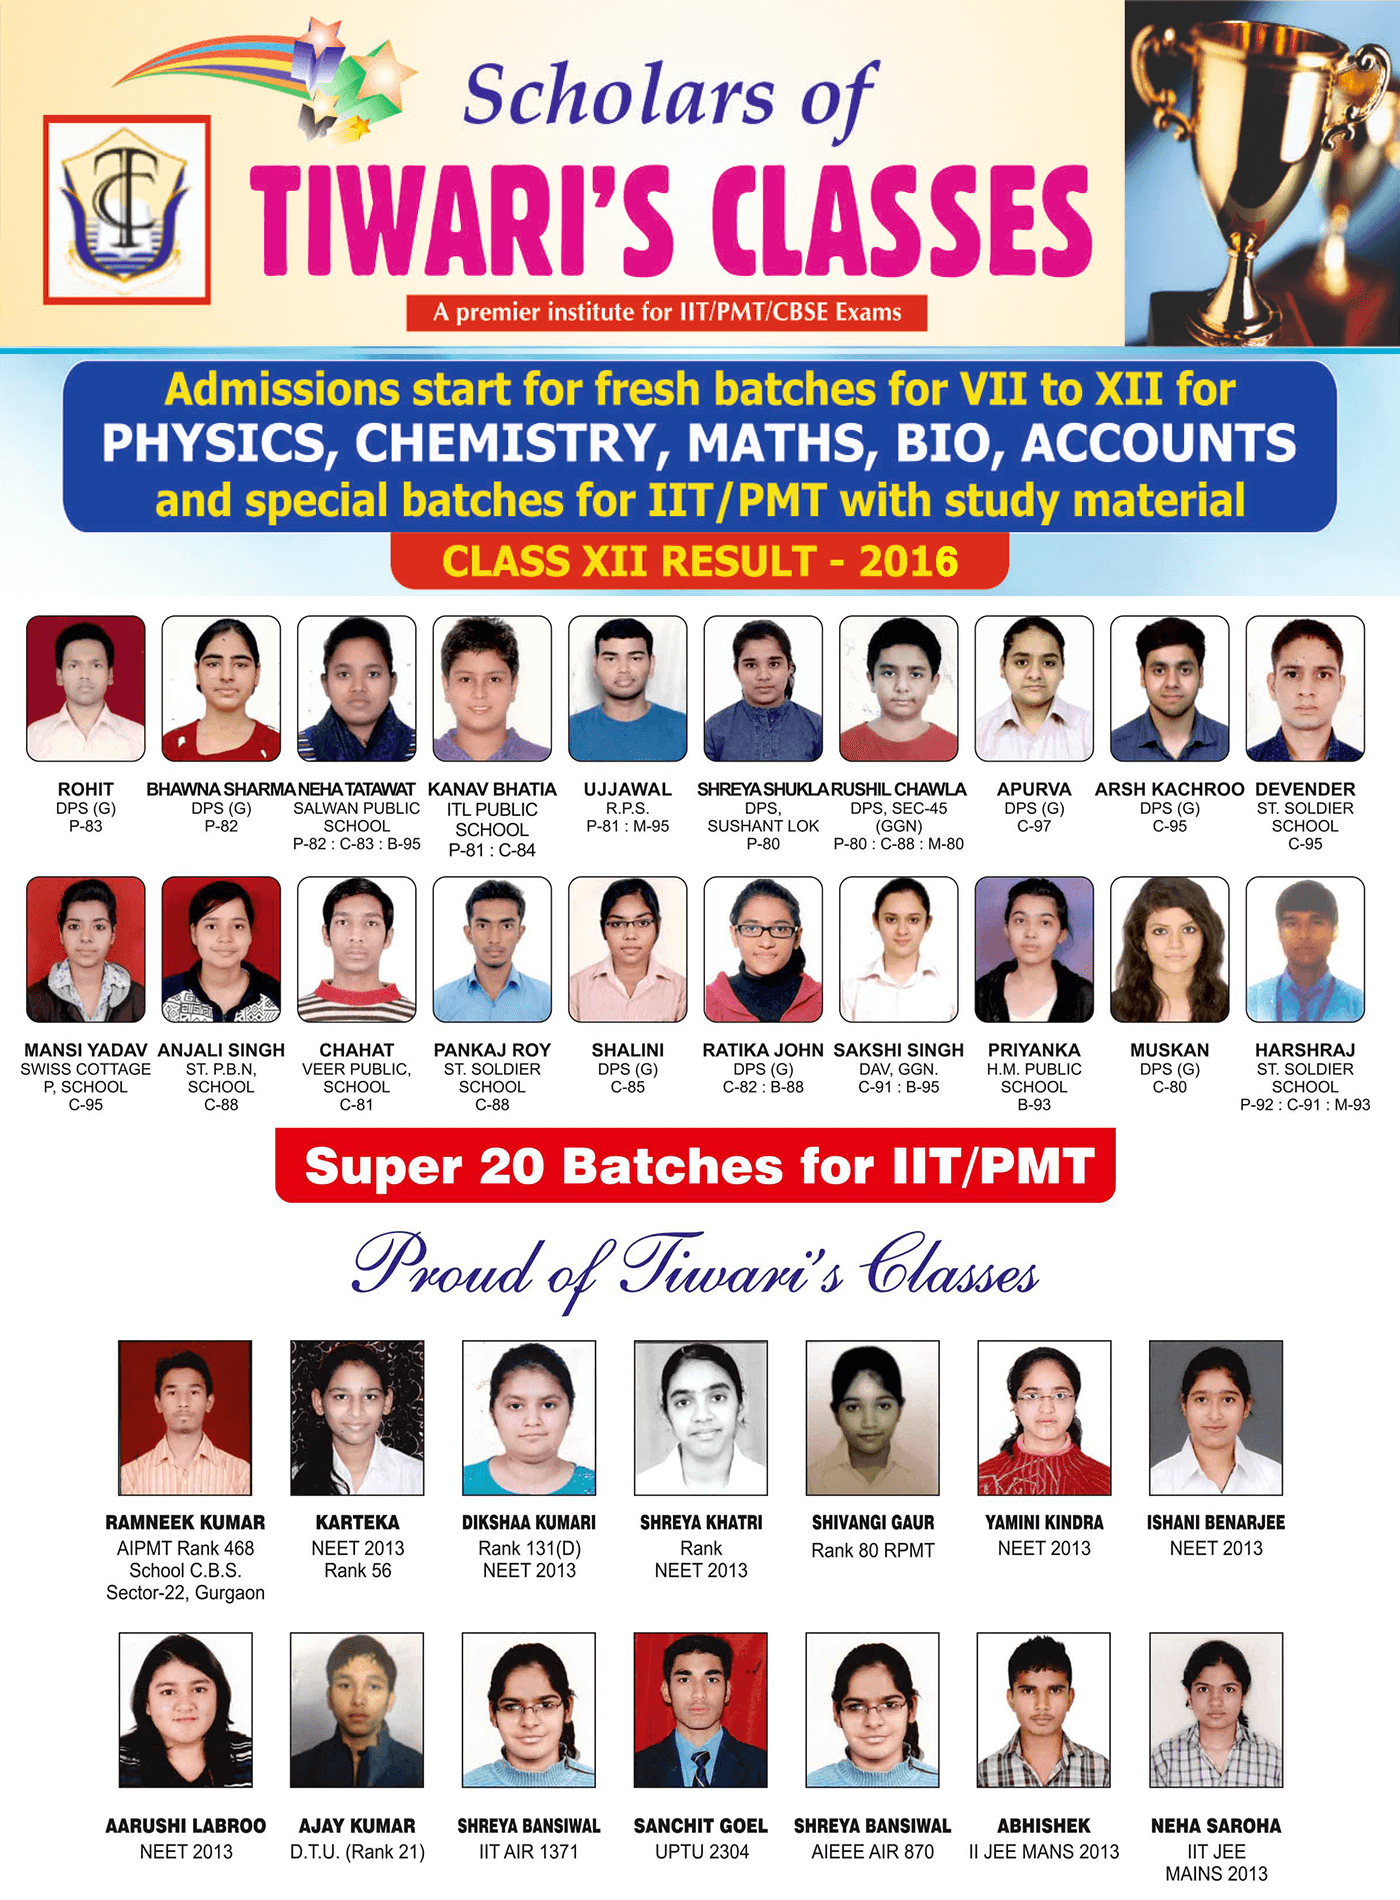 Scholars of
TIWARI'S CLASSES
A premier institute for IIT/PMT/CBSE Exams
TC
Admissions start for fresh batches for VII to XII for
PHYSICS, CHEMISTRY, MATHS, BIO, ACCOUNTS
and special batches for IIT/PMT with study material
CLASS XII RESULT - 2016
ROHIT
DPS (G)
P-83
BHAWNA SHARMA
DPS (G)
P-82
NEHA TATAWAT
SALWAN PUBLIC
SCHOOL
P-82 : C-83 : B-95
KANAV BHATIA
ITL PUBLIC
SCHOOL
P-81 : C-84
UJJAWAL
R.P.S.
P-81 : M-95
SHREYA SHUKLA
DPS,
SUSHANT LOK
P-80
RUSHIL CHAWLA
DPS, SEC-45
(GGN)
P-80 : C-88 : M-80
APURVA
DPS (G)
C-97
ARSH KACHROO
DPS (G)
C-95
DEVENDER
ST. SOLDIER
SCHOOL
C-95
MANSI YADAV
SWISS COTTAGE
P, SCHOOL
C-95
ANJALI SINGH
ST. P.B.N,
SCHOOL
C-88
CHAHAT
VEER PUBLIC,
SCHOOL
C-81
PANKAJ ROY
ST. SOLDIER
SCHOOL
C-88
SHALINI
DPS (G)
C-85
RATIKA JOHN
DPS (G)
C-82 : B-88
SAKSHI SINGH
DAV, GGN.
C-91 : B-95
PRIYANKA
H.M. PUBLIC
SCHOOL
B-93
MUSKAN
DPS (G)
C-80
HARSHRAJ
ST. SOLDIER
SCHOOL
P-92 : C-91 : M-93
Super 20 Batches for IIT/PMT
Proud of Tiwari's Classes
RAMNEEK KUMAR
AIPMT Rank 468
School C.B.S.
Sector-22, Gurgaon
KARTEKA
NEET 2013
Rank 56
DIKSHAA KUMARI
Rank 131(D)
NEET 2013
SHREYA KHATRI
Rank
NEET 2013
SHIVANGI GAUR
Rank 80 RPMT
YAMINI KINDRA
NEET 2013
ISHANI BENARJEE
NEET 2013
AARUSHI LABROO
NEET 2013
AJAY KUMAR
D.T.U. (Rank 21)
SHREYA BANSIWAL
IIT AIR 1371
SANCHIT GOEL
UPTU 2304
SHREYA BANSIWAL
AIEEE AIR 870
ABHISHEK
II JEE MANS 2013
NEHA SAROHA
IIT JEE
MAINS 2013